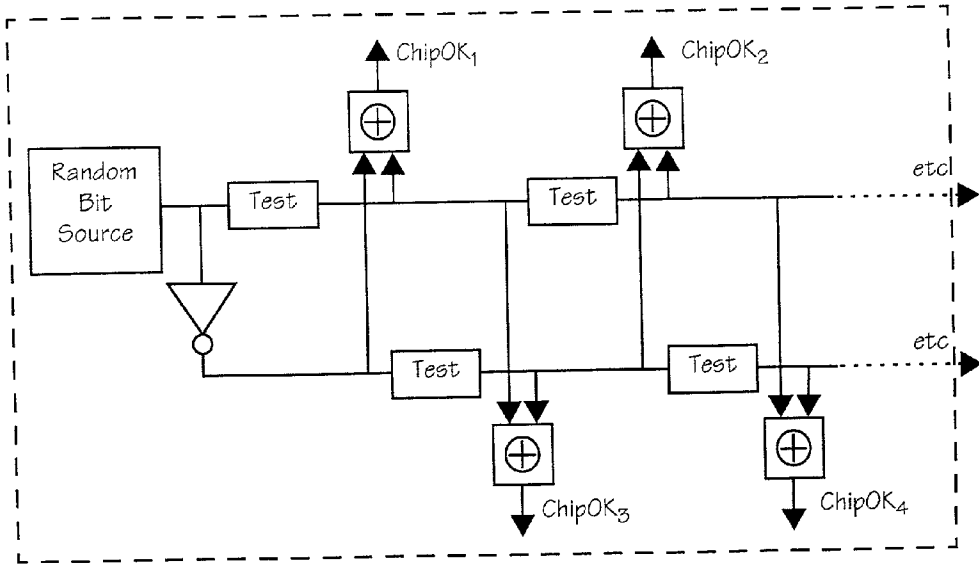 ChipOK1
ChipOK2
Random
Bit
Source
Test
Test
etc
Test
Test
etc
ChipOK3
ChipOK4